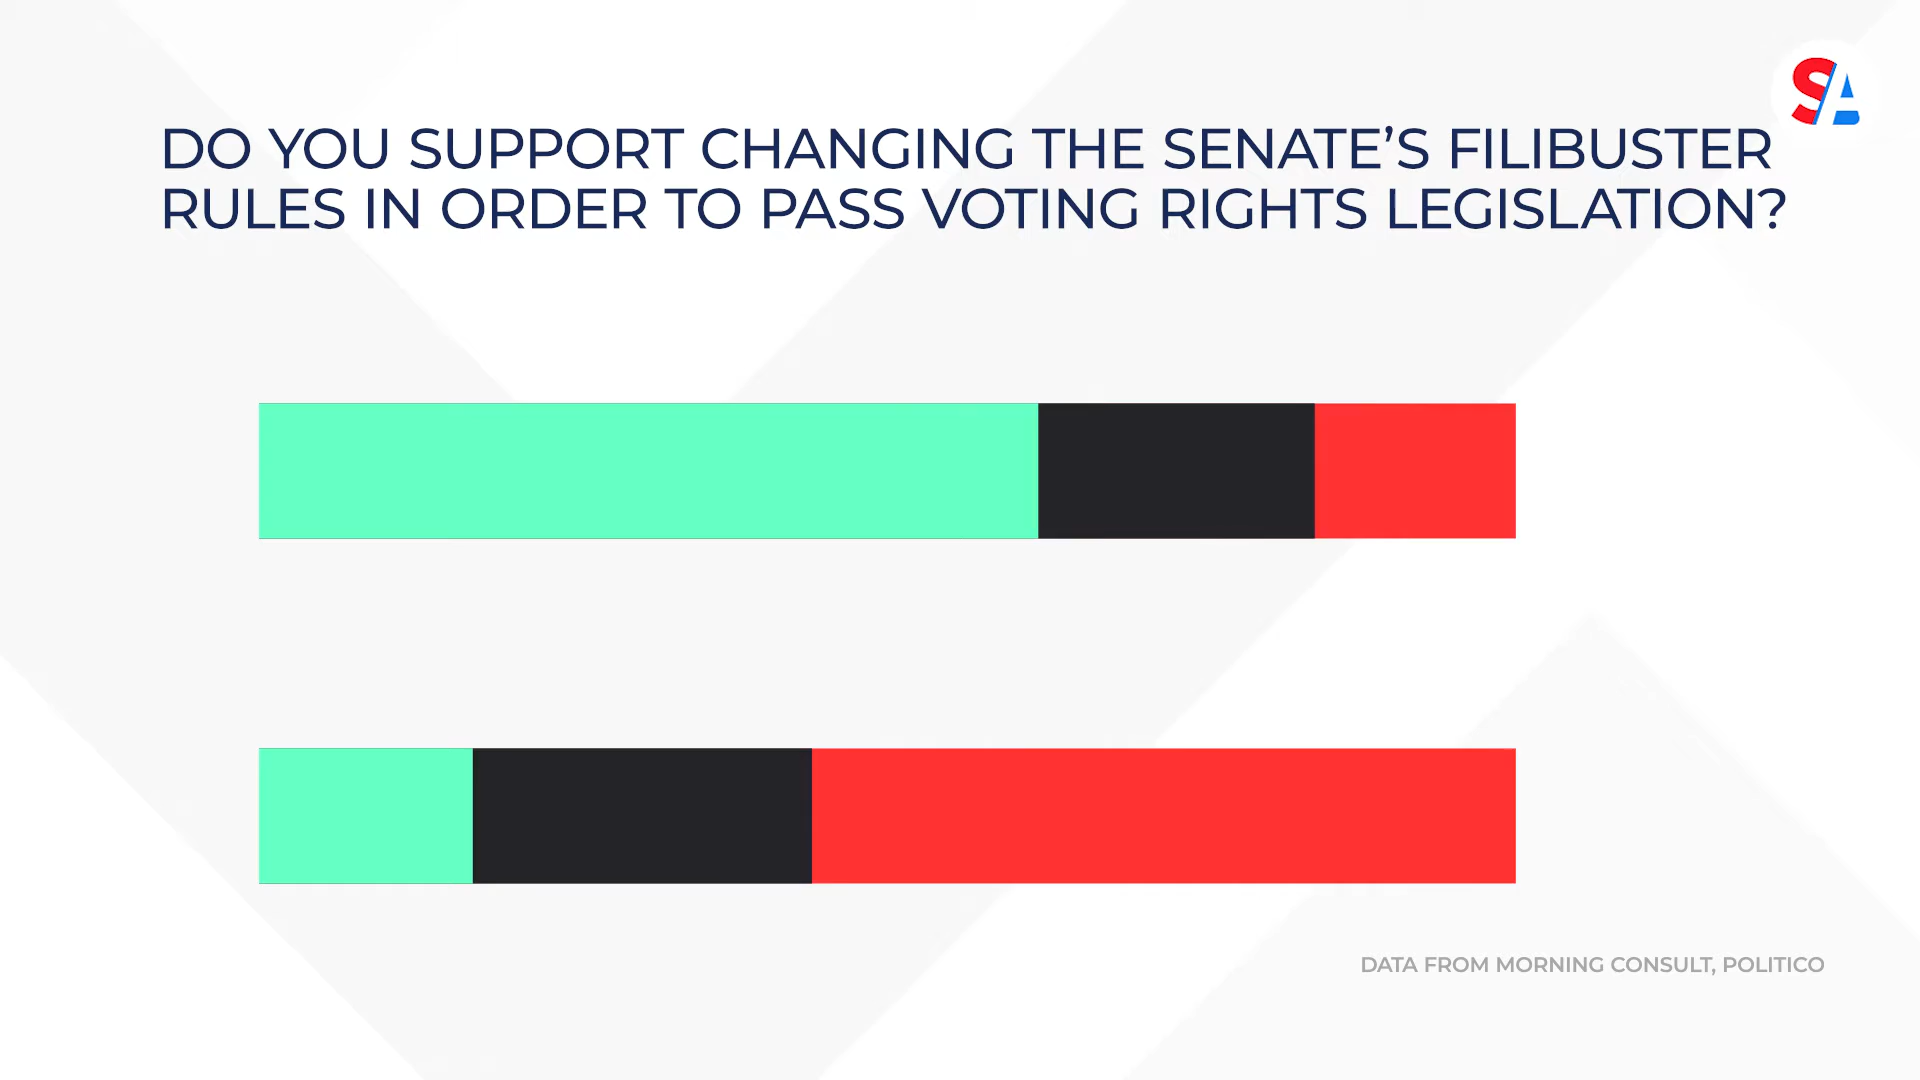 SA
DO YOU SUPPORT CHANGING THE SENATE’S FILIBUSTER
RULES IN ORDER TO PASS VOTING RIGHTS LEGISLATION?
DATA FROM MORNING CONSULT, POLITICO